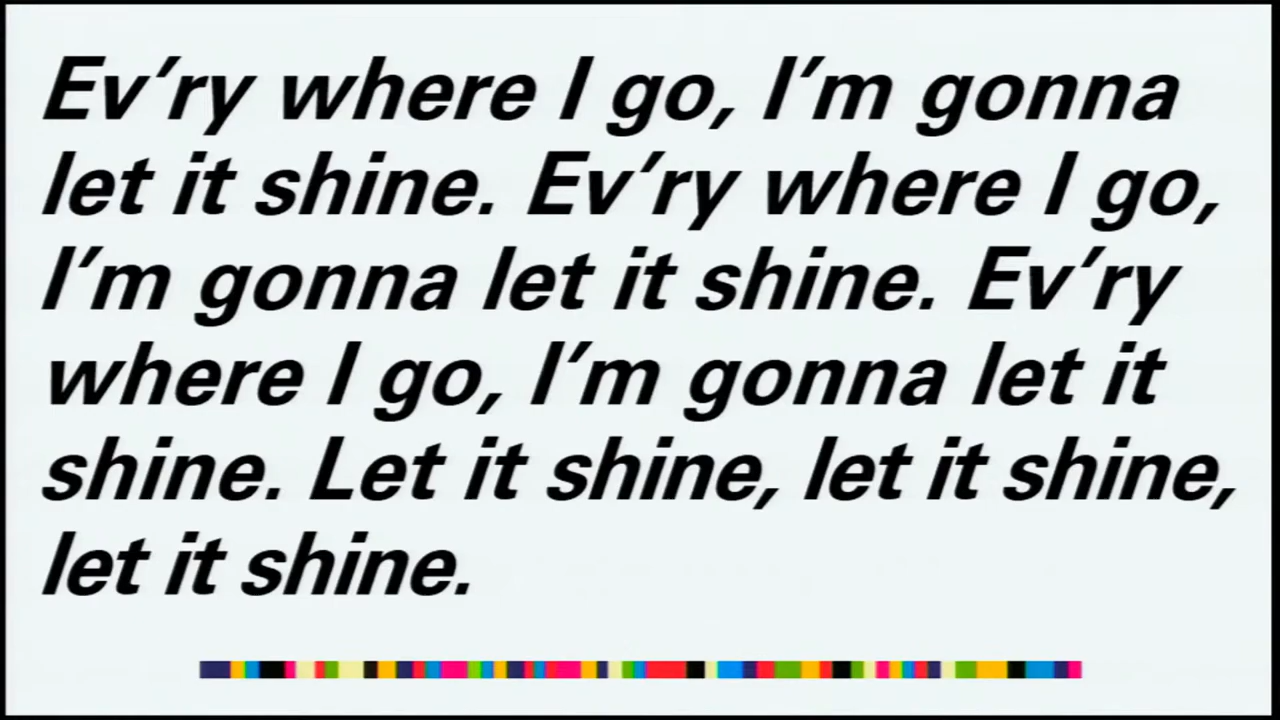 Ev’ry where I go, I’m gonna
let it shine. Ev’ry where I go,
I’m gonna let it shine. Ev’ry
where I go, I’m gonna let it
shine. Let it shine, let it shine,
let it shine.